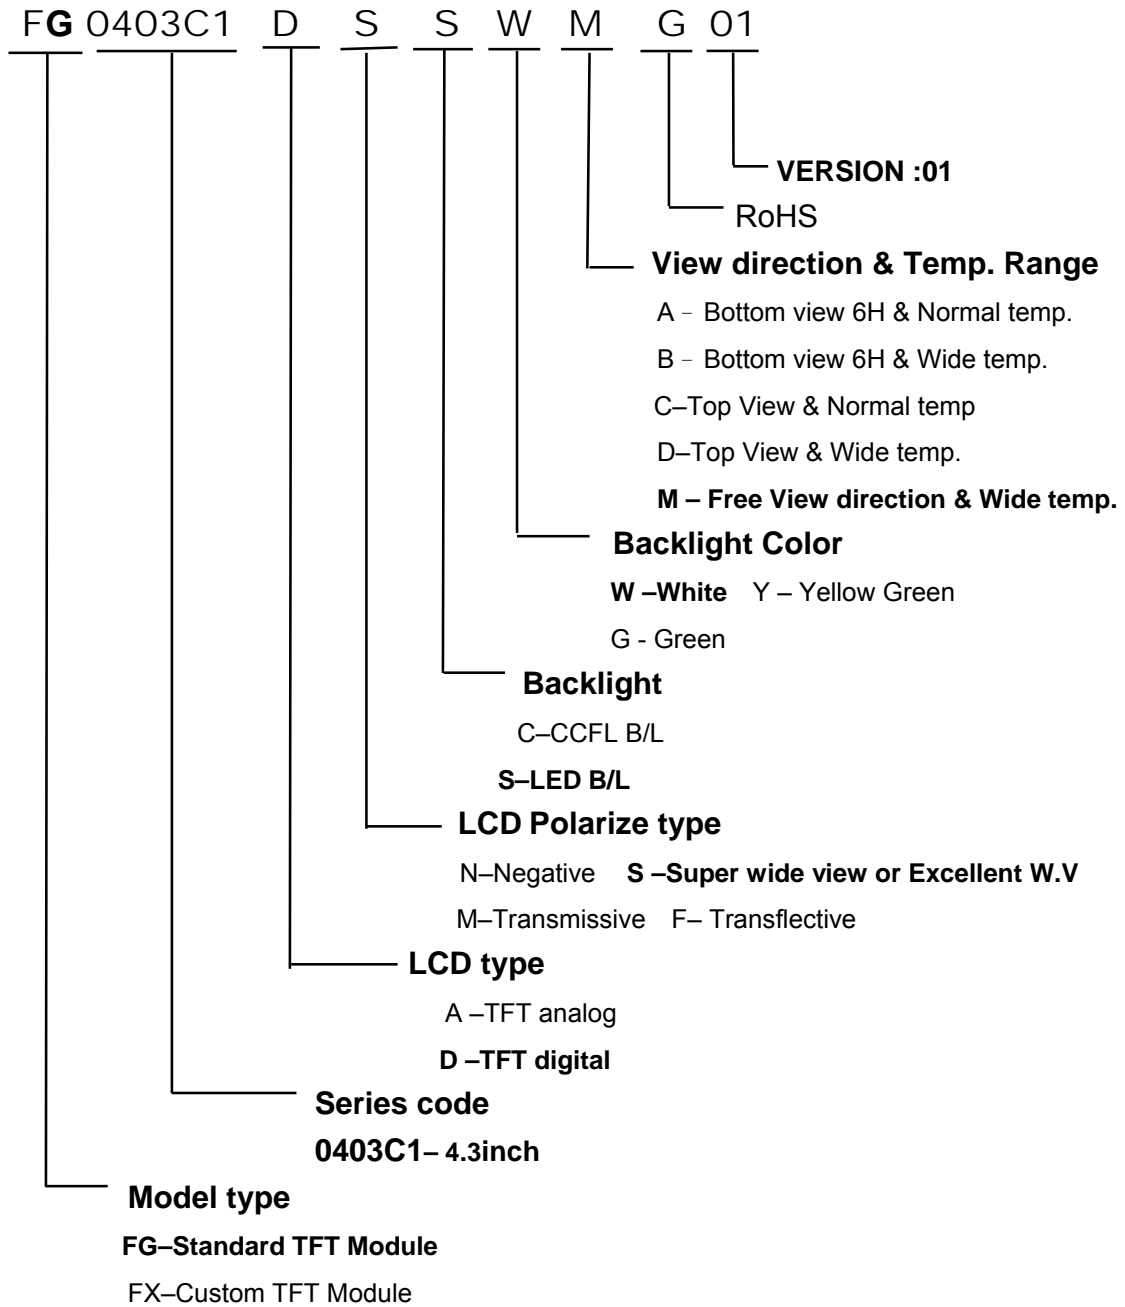 FG 0403C1 D S S W M G 01
VERSION :01
RoHS
View direction & Temp. Range
A – Bottom view 6H & Normal temp.
B – Bottom view 6H & Wide temp.
C–Top View & Normal temp
D–Top View & Wide temp.
M – Free View direction & Wide temp.
Backlight Color
W –White Y – Yellow Green
G - Green
Backlight
C–CCFL B/L
S–LED B/L
LCD Polarize type
N–Negative S –Super wide view or Excellent W.V
M–Transmissive F– Transflective
LCD type
A –TFT analog
D –TFT digital
Series code
0403C1– 4.3inch
Model type
FG–Standard TFT Module
FX–Custom TFT Module